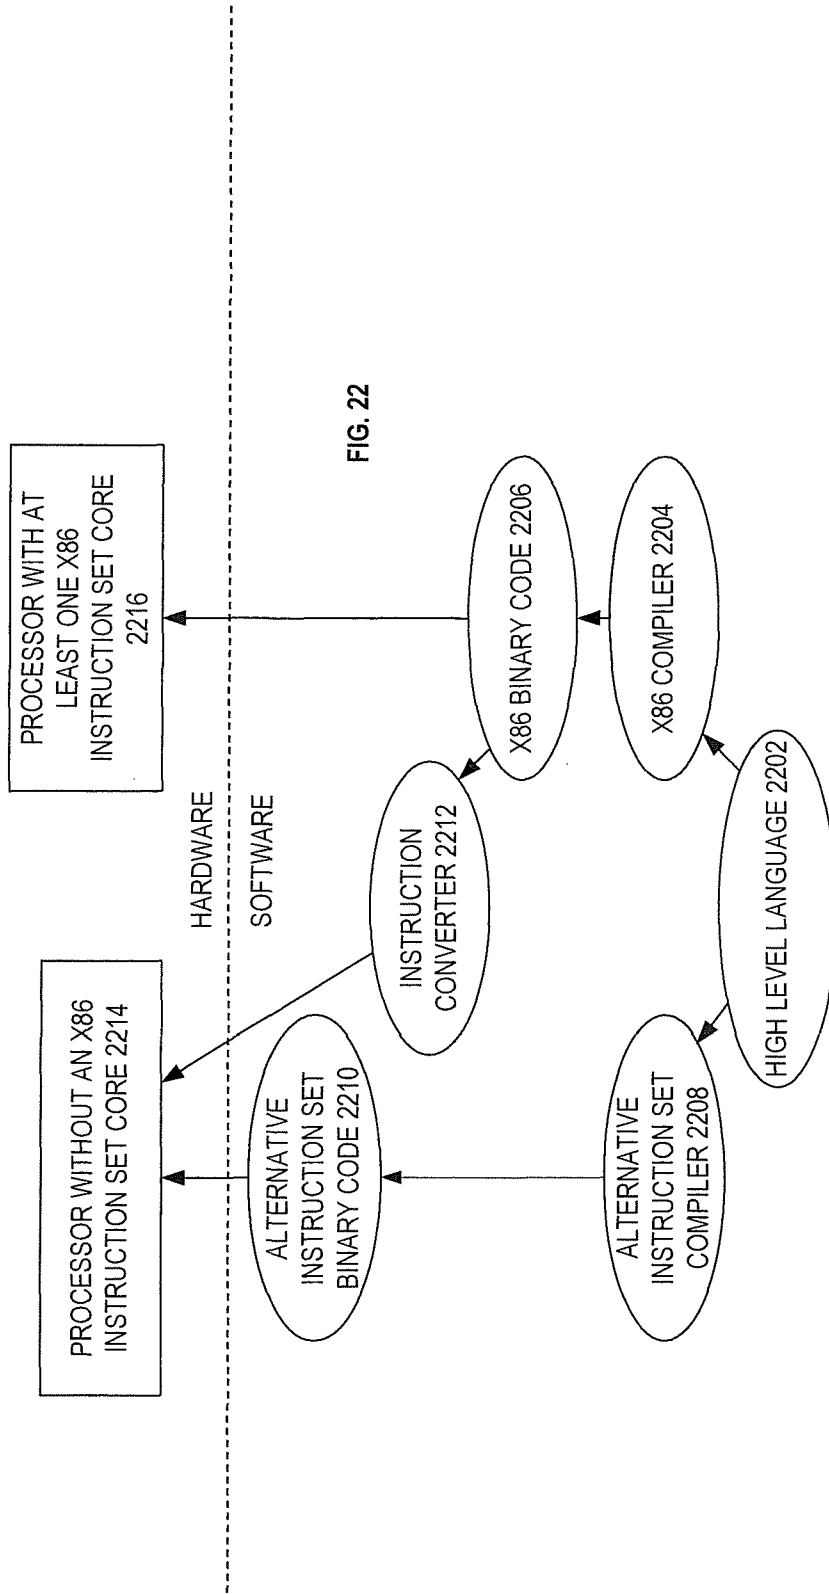 PROCESSOR WITHOUT AN X86
INSTRUCTION SET CORE 2214
PROCESSOR WITH AT
LEAST ONE X86
INSTRUCTION SET CORE
2216
HARDWARE
SOFTWARE
ALTERNATIVE
INSTRUCTION SET
BINARY CODE 2210
INSTRUCTION
CONVERTER 2212
FIG. 22
X86 BINARY CODE 2206
ALTERNATIVE
INSTRUCTION SET
COMPILER 2208
X86 COMPILER 2204
HIGH LEVEL LANGUAGE 2202